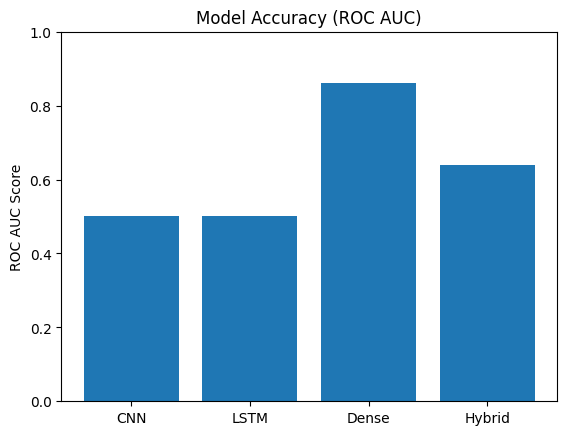 Model Accuracy (ROC AUC)
1.0
0.8
0.6
0.4
0.2
0.0
ROC AUC Score
CNN LSTM Dense Hybrid